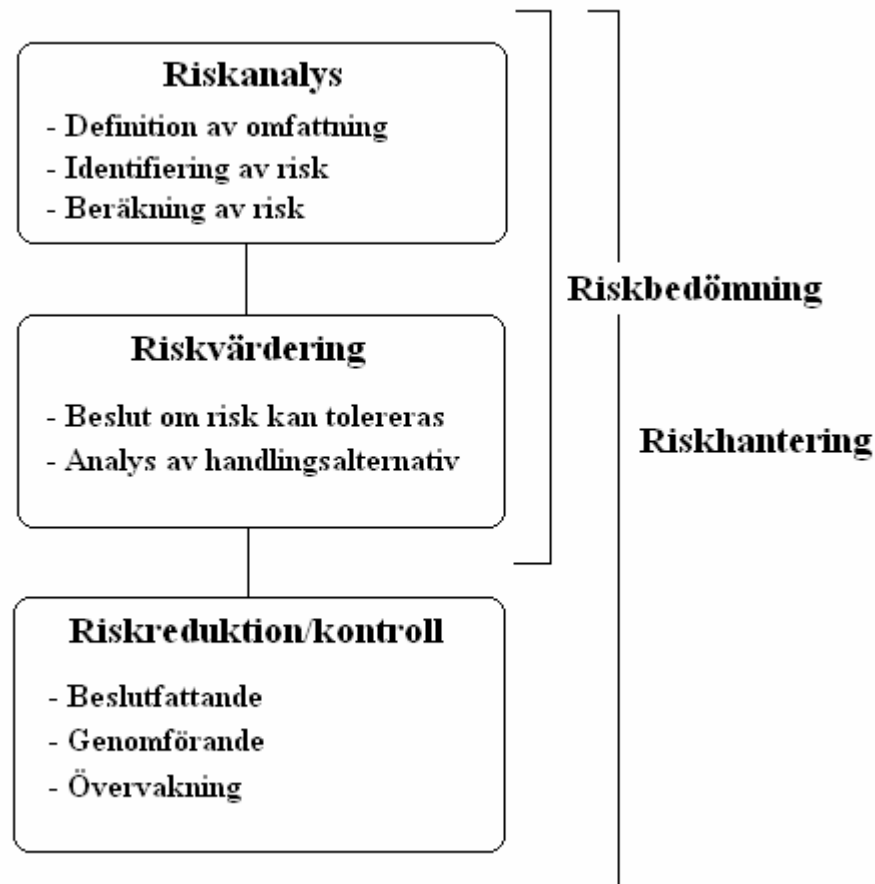 Riskanalys
- Definition av omfattning
- Identifiering av risk
- Beräkning av risk
Riskbedömning
Riskvärdering
- Beslut om risk kan tolereras
- Analys av handlingsalternativ
Riskhantering
Riskreduktion/kontroll
- Beslutfattande
- Genomförande
- Övervakning